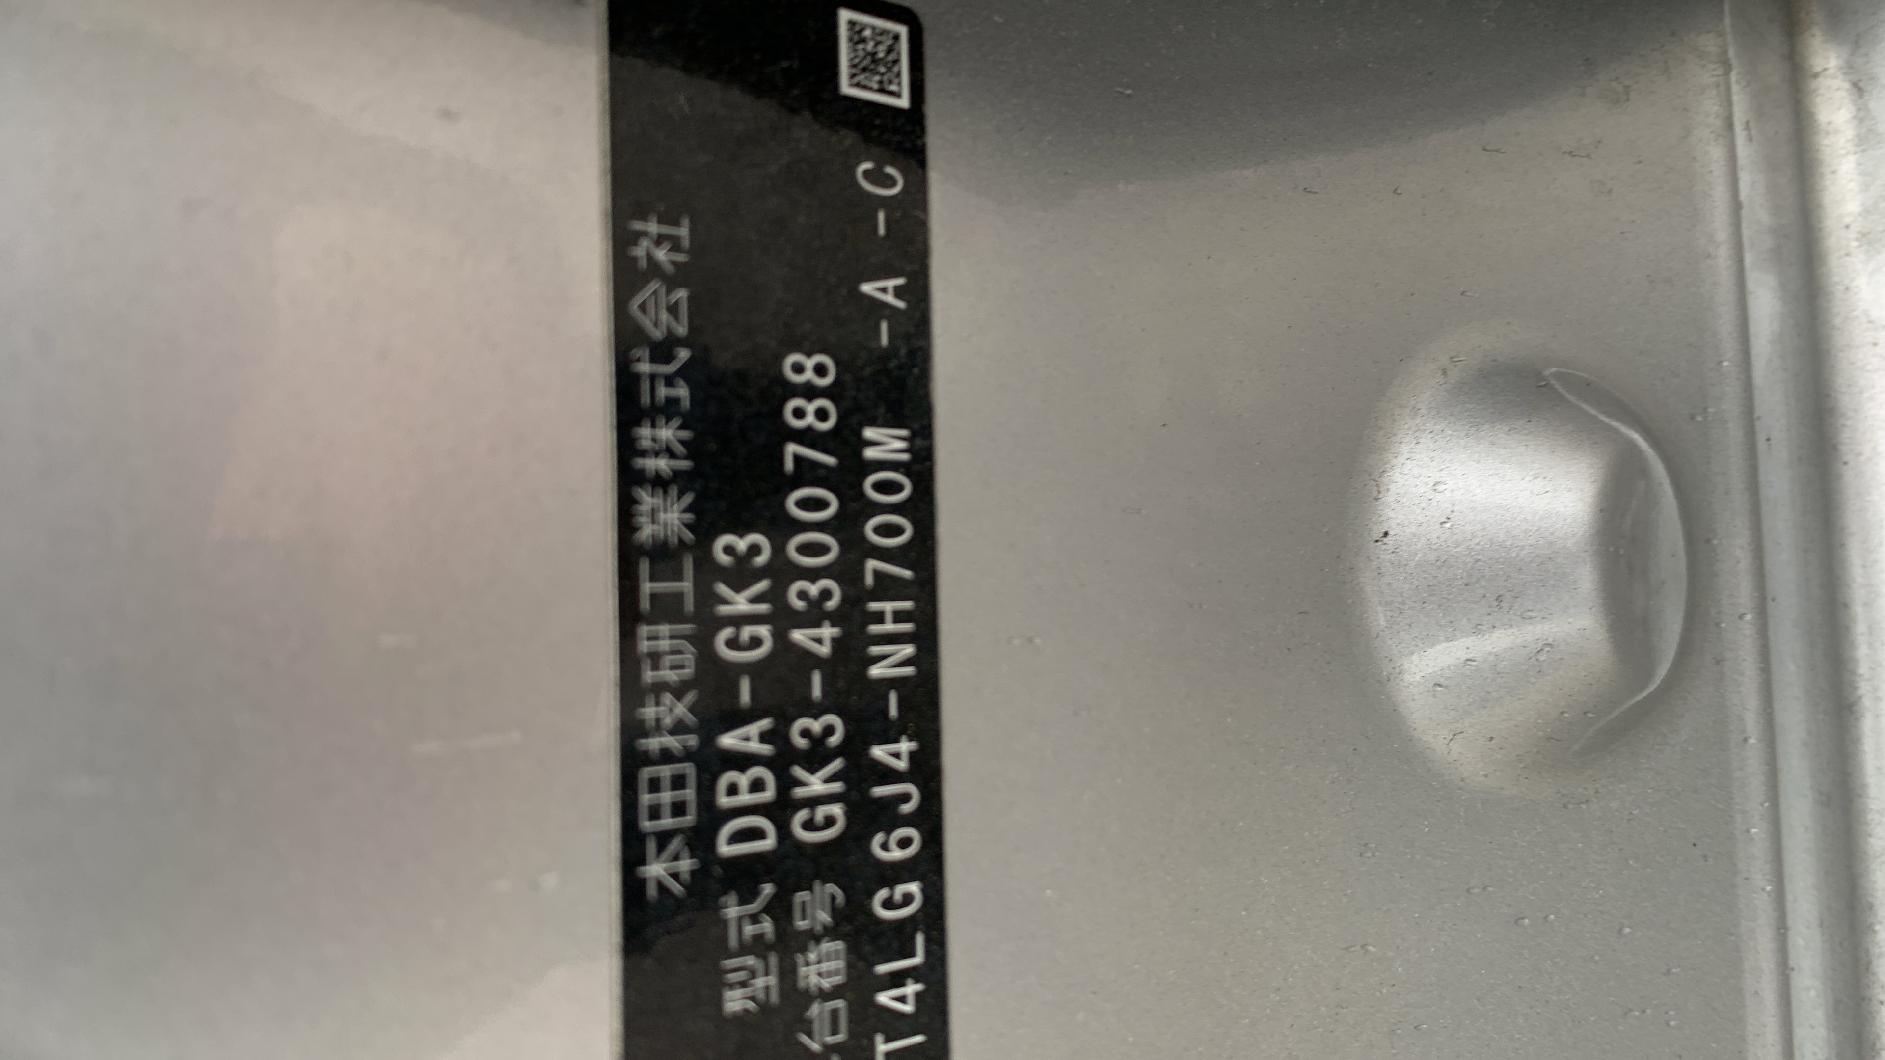 本田技研工業株式会社
型式 DBA-GK3
台番号 GK3-4300788
T4LG6J4-NH700M -A -C